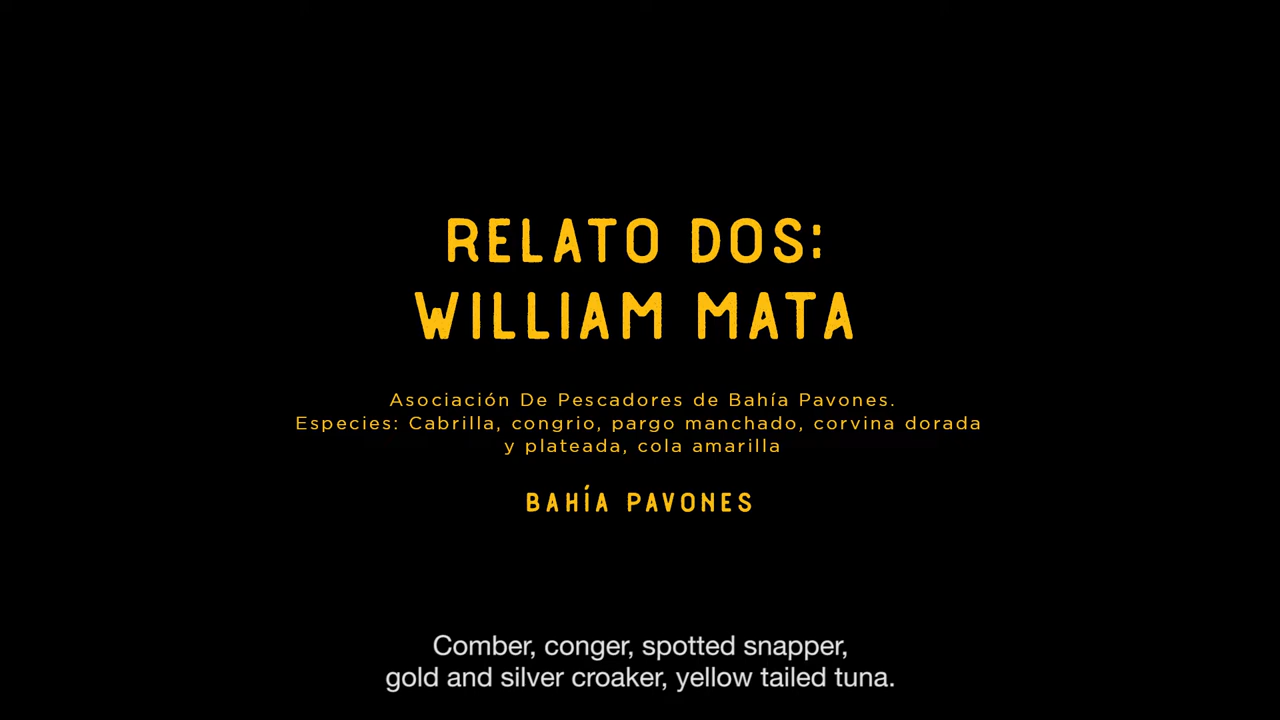 RELATO DOS:
WILLIAM MATA
Asociación De Pescadores de Bahía Pavones.
Especies: Cabrilla, congrio, pargo manchado, corvina dorada
y plateada, cola amarilla
BAHÍA PAVONES
Comber, conger, spotted snapper,
gold and silver croaker, yellow tailed tuna.